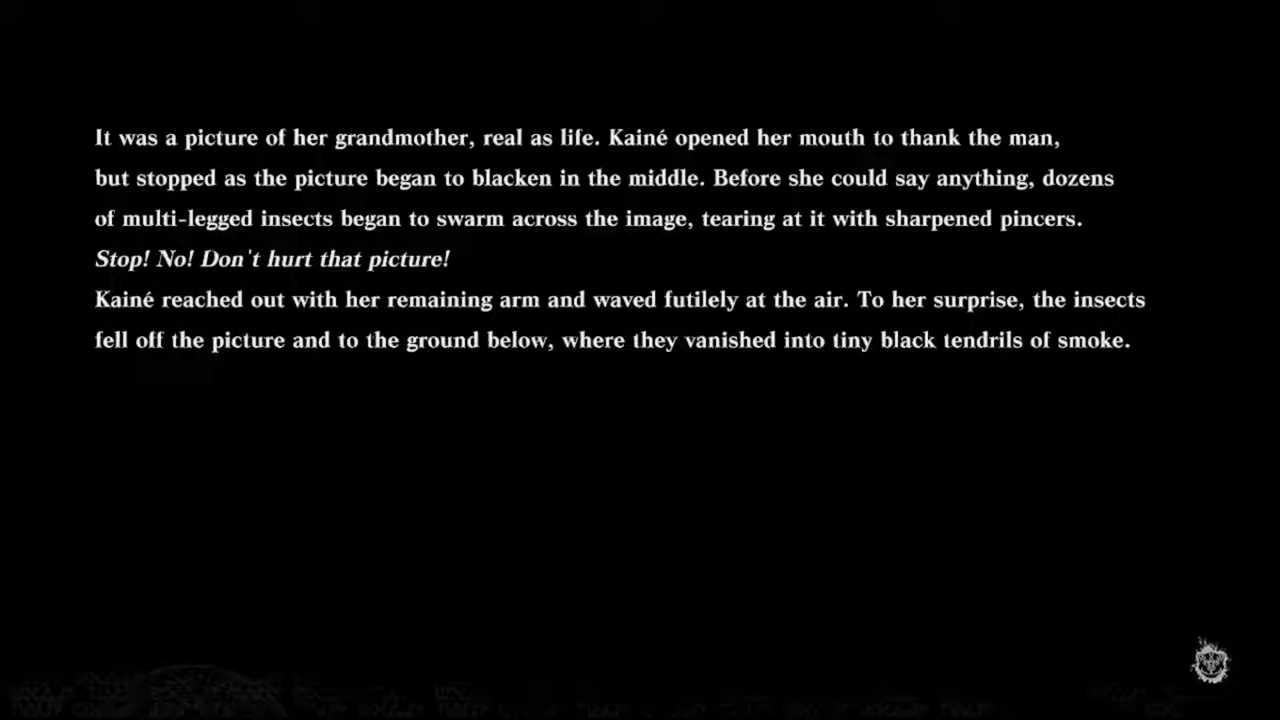 It was a picture of her grandmother, real as life. Kainé opened her mouth to thank the man,
but stopped as the picture began to blacken in the middle. Before she could say anything, dozens
of multi-legged insects began to swarm across the image, tearing at it with sharpened pincers.
Stop! No! Don't hurt that picture!
Kainé reached out with her remaining arm and waved futilely at the air. To her surprise, the insects
fell off the picture and to the ground below, where they vanished into tiny black tendrils of smoke.